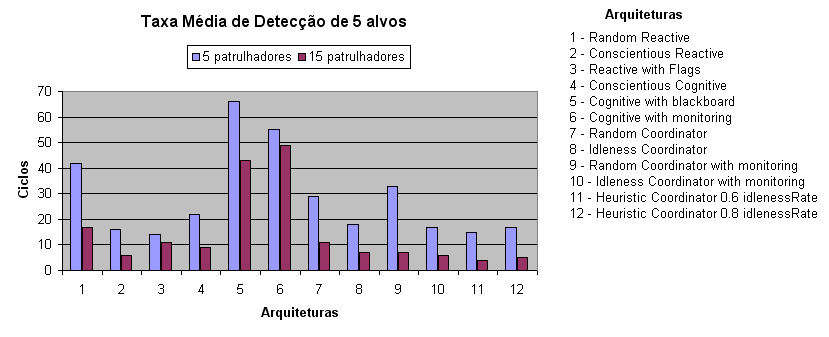 Taxa Média de Detecção de 5 alvos
5 patrulhadores 15 patrulhadores
70
60
50
40
30
20
10
0
Ciclos
1 2 3 4 5 6 7 8 9 10 11 12
Arquiteturas
Arquiteturas
1 - Random Reactive
2 - Conscientious Reactive
3 - Reactive with Flags
4 - Conscientious Cognitive
5 - Cognitive with blackboard
6 - Cognitive with monitoring
7 - Random Coordinator
8 - Idleness Coordinator
9 - Random Coordinator with monitoring
10 - Idleness Coordinator with monitoring
11 - Heuristic Coordinator 0.6 idlenessRate
12 - Heuristic Coordinator 0.8 idlenessRate